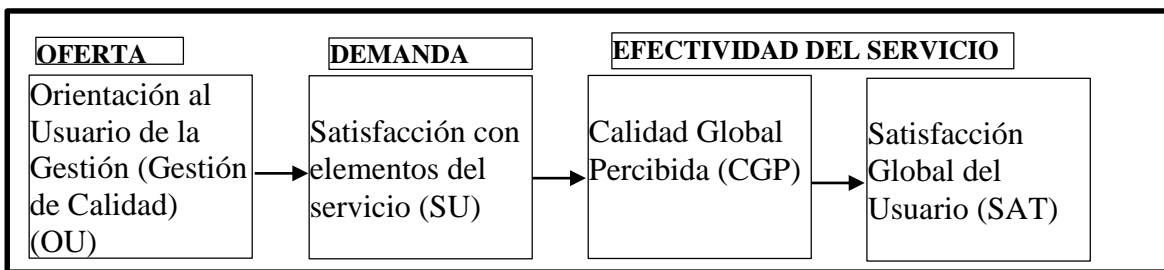 OFERTA
DEMANDA
EFECTIVIDAD DEL SERVICIO
Orientación al
Usuario de la
Gestión (Gestión
de Calidad)
(OU)
Satisfacción con
elementos del
servicio (SU)
Calidad Global
Percibida (CGP)
Satisfacción
Global del
Usuario (SAT)